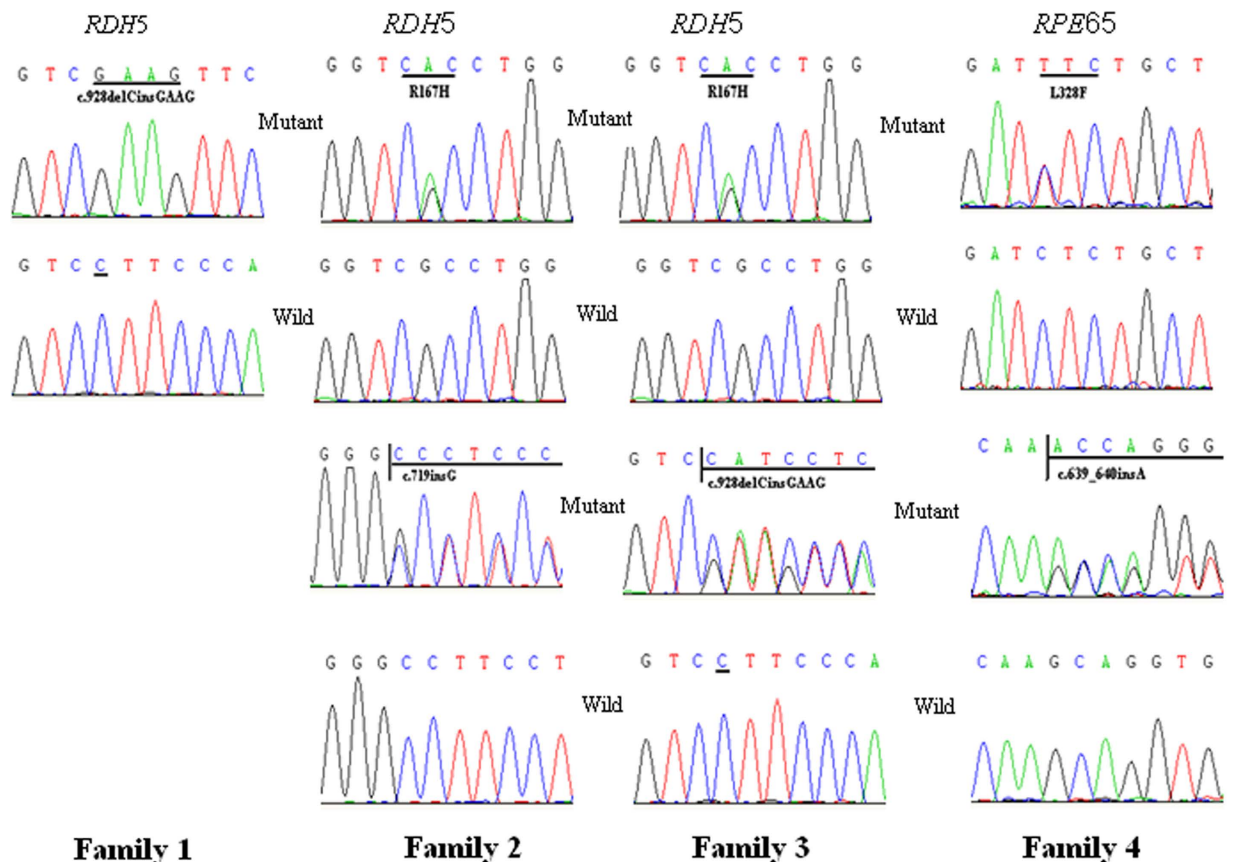 RDH5 RDH5 RDH5 RPE65
G T C G A A G T T C
c.928delCinsGAAG
Mutant
G G T C A C C T G G
R167H
Mutant
G G T C A C C T G G
R167H
Mutant
G A T T T C T G C T
L328F
G T C C T T C C C A
Wild
G G T C G C C T G G
Wild
G G T C G C C T G G
Wild
G A T C T C T G C T
G G G C C C T C C C
c.719insG
Mutant
G T C C A T C C T C
c.928delCinsGAAG
Mutant
C A A A C C A G G G
c.639_640insA
G G G C C T T C C T
Wild
G T C C T T C C C A
Wild
C A A G C A G G T G
Family 1 Family 2 Family 3 Family 4